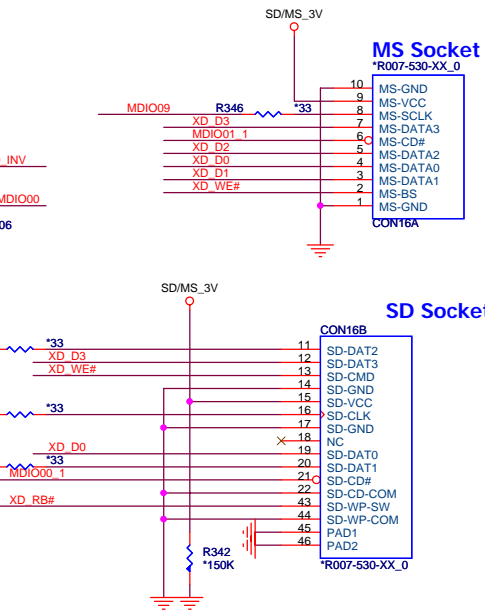 SD/MS_3V
MS Socket
*R007-530-XX_0
10 MS-GND
9 MS-VCC
MDIO09 R346 *33 8 MS-SCLK
XD_D3 7 MS-DATA3
MDIO01_1 6 MS-CD#
XD_D2 5 MS-DATA2
XD_D0 4 MS-DATA0
XD_D1 3 MS-DATA1
XD_WE# 2 MS-BS
1 MS-GND
CON16A
_INV
MDIO00
06
SD/MS_3V
SD Socket
CON16B
*33 11 SD-DAT2
XD_D3 12 SD-DAT3
XD_WE# 13 SD-CMD
14 SD-GND
15 SD-VCC
*33 16 SD-CLK
17 SD-GND
18 NC
XD_D0 19 SD-DAT0
*33 20 SD-DAT1
MDIO00_1 21 SD-CD#
22 SD-CD-COM
XD_RB# 43 SD-WP-SW
44 SD-WP-COM
45 PAD1
46 PAD2
R342
*150K
*R007-530-XX_0